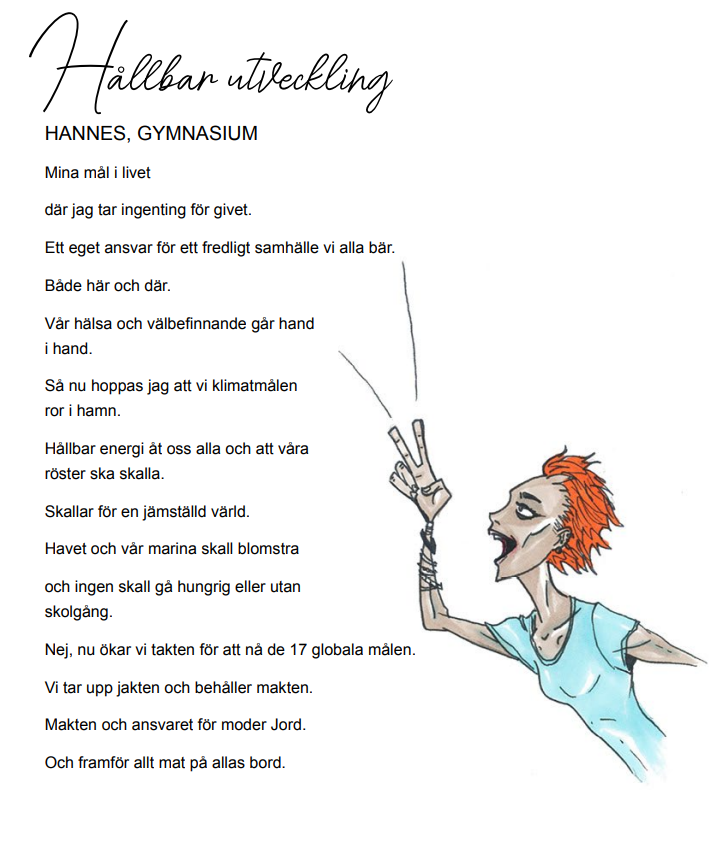 Hållbar utveckling
HANNES, GYMNASIUM
Mina mål i livet
där jag tar ingenting för givet.
Ett eget ansvar för ett fredligt samhälle vi alla bär.
Både här och där.
Vår hälsa och välbefinnande går hand
i hand.
Så nu hoppas jag att vi klimatmålen
ror i hamn.
Hållbar energi åt oss alla och att våra
röster ska skalla.
Skallar för en jämställd värld.
Havet och vår marina skall blomstra
och ingen skall gå hungrig eller utan
skolgång.
Nej, nu ökar vi takten för att nå de 17 globala målen.
Vi tar upp jakten och behåller makten.
Makten och ansvaret för moder Jord.
Och framför allt mat på allas bord.